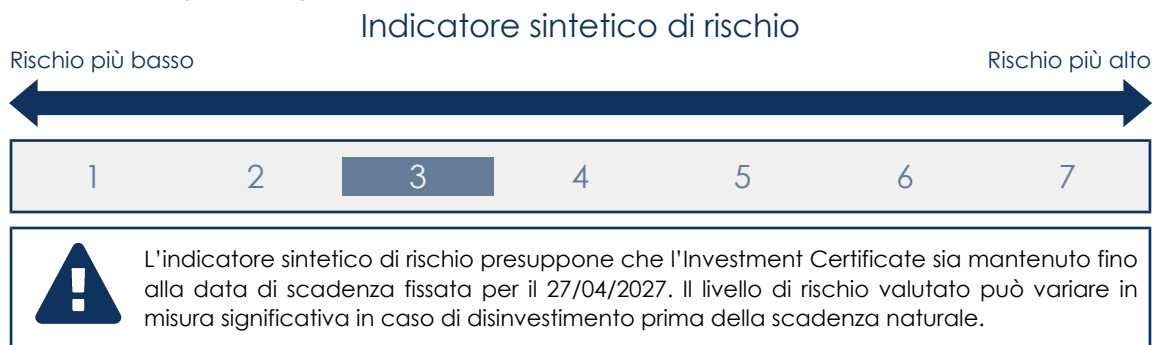 Indicatore sintetico di rischio
Rischio più basso
Rischio più alto
1 2 3 4 5 6 7
L'indicatore sintetico di rischio presuppone che l'Investment Certificate sia mantenuto fino
alla data di scadenza fissata per il 27/04/2027. Il livello di rischio valutato può variare in
misura significativa in caso di disinvestimento prima della scadenza naturale.